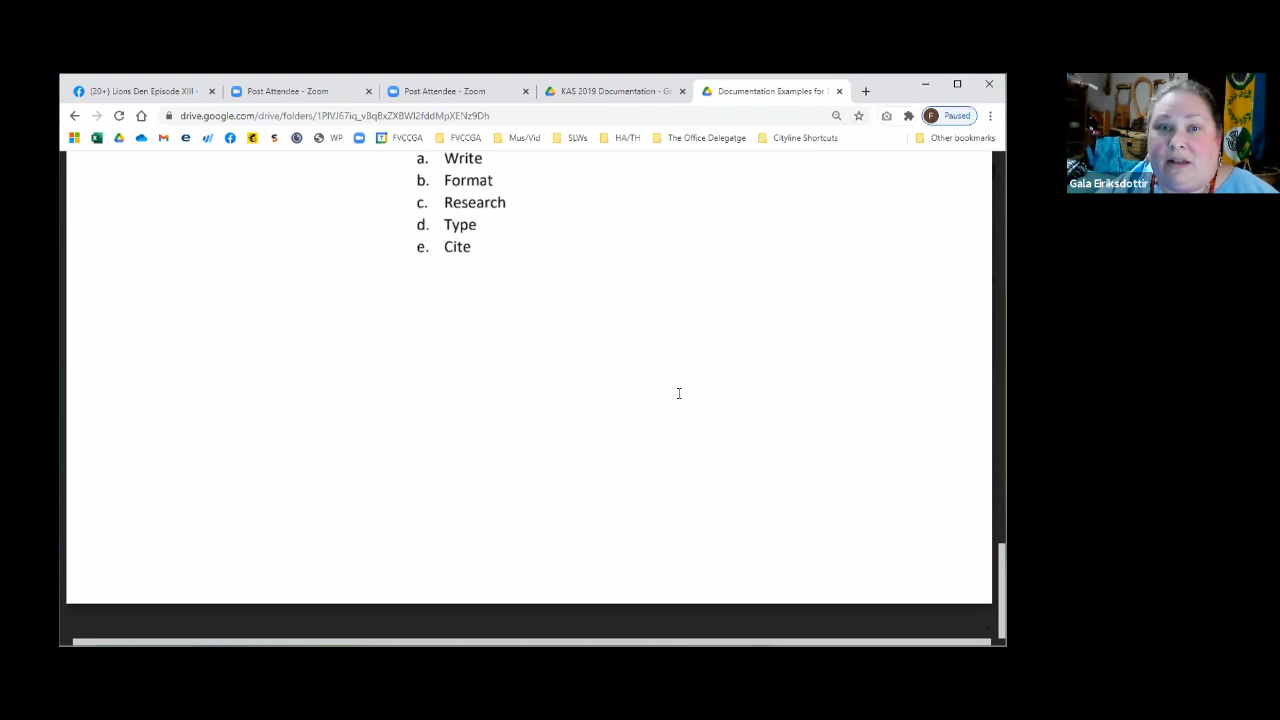 (20+) Lions Den Episode XIII -
Post Attendee - Zoom
Post Attendee - Zoom
KAS 2019 Documentation - Go
Documentation Examples for
drive.google.com/drive/folders/
Paused
FVCCGA
FVCCGA
Mus/Vid
SLWs
HA/TH
The Office Delegatge
Cityline Shortcuts
Other bookmarks
WP
F
a. Write
b. Format
c. Research
d. Type
e. Cite
Gala Eiriksdottir